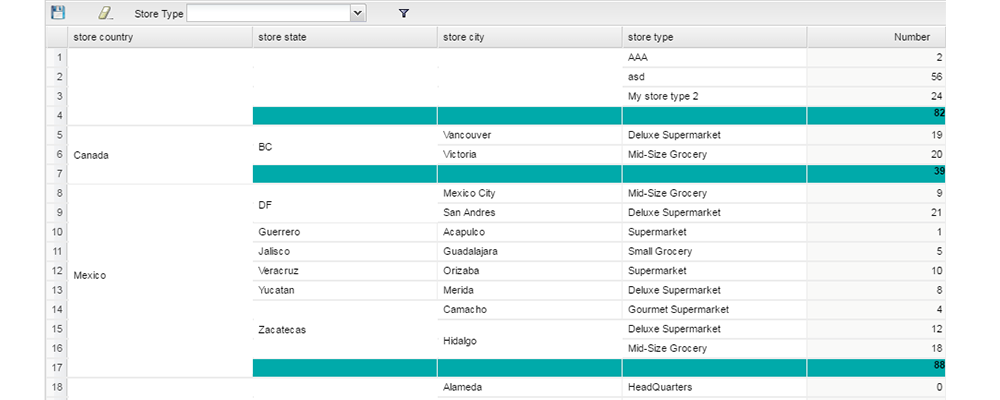 Store Type
store country store state store city store type Number
1 AAA 2
2 asd 56
3 My store type 2 24
4 82
5 Vancouver Deluxe Supermarket 19
BC
6 Canada Victoria Mid-Size Grocery 20
7 39
8 Mexico City Mid-Size Grocery 9
DF
9 San Andres Deluxe Supermarket 21
10 Guerrero Acapulco Supermarket 1
11 Jalisco Guadalajara Small Grocery 5
12 Mexico Veracruz Orizaba Supermarket 10
13 Yucatan Merida Deluxe Supermarket 8
14 Camacho Gourmet Supermarket 4
15 Zacatecas Deluxe Supermarket 12
Hidalgo
16 Mid-Size Grocery 18
17 88
18 Alameda HeadQuarters 0